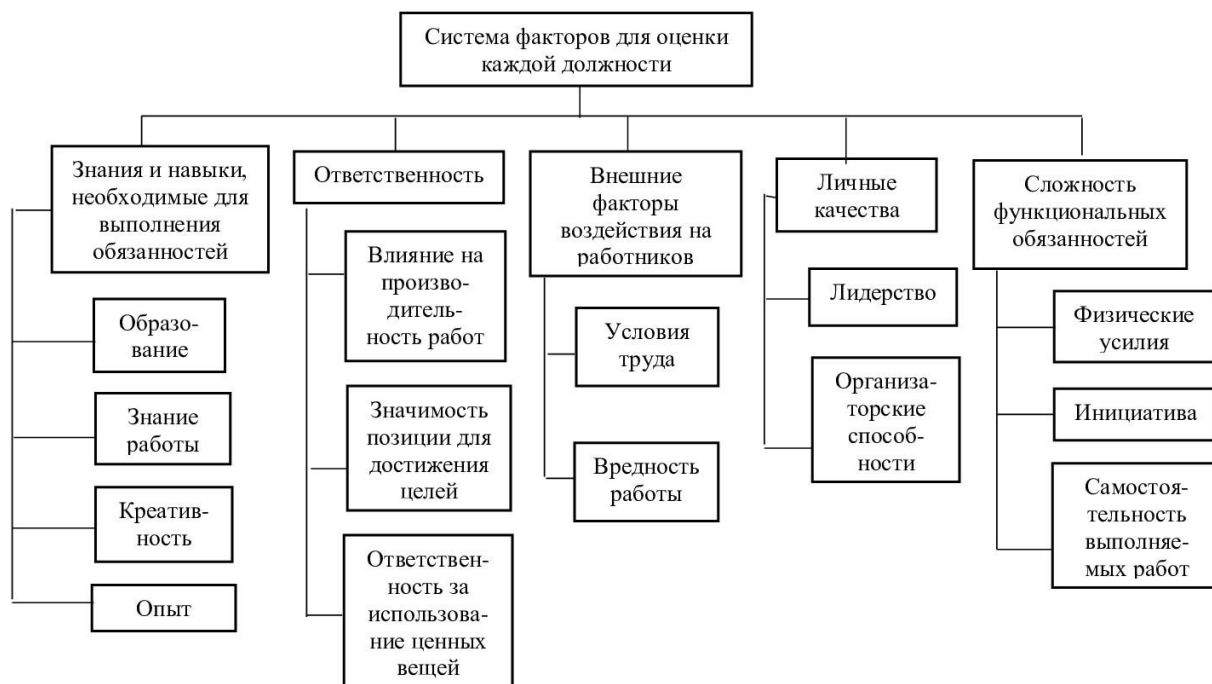 Система факторов для оценки
каждой должности
Знания и навыки,
необходимые для
выполнения
обязанностей
Образо-
вание
Знание
работы
Креатив-
ность
Опыт
Ответственность
Влияние на
произво-
дитель-
ность работ
Значимость
позиции для
достижения
целей
Ответствен-
ность за
использова-
ние ценных
вещей
Внешние
факторы
воздействия на
работников
Условия
труда
Вредность
работы
Личные
качества
Лидерство
Организа-
торские
способ-
ности
Сложность
функциональных
обязанностей
Физические
усилия
Инициатива
Самостоя-
тельность
выполняе-
мых работ